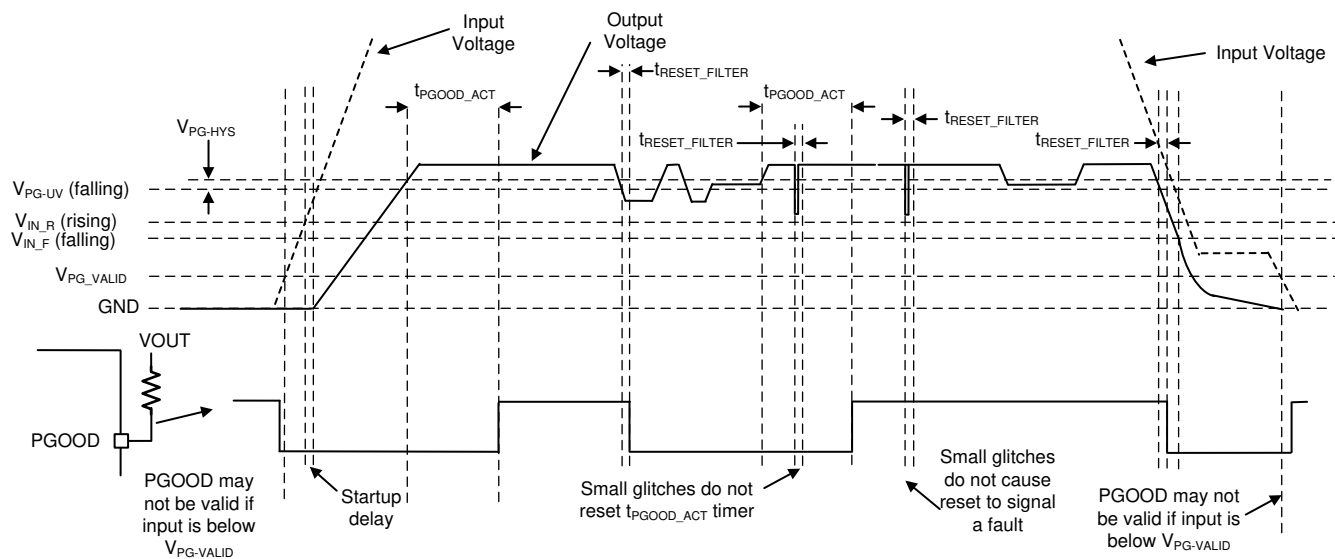 Input
Voltage
Output
Voltage
Input Voltage
tRESET_FILTER
tPGOOD_ACT
tPGOOD_ACT
tRESET_FILTER
tRESET_FILTER
tRESET_FILTER
VPG-HYS
VPG-UV (falling)
VIN_R (rising)
VIN_F (falling)
VPG_VALID
GND
VOUT
PGOOD
PGOOD may
not be valid if
input is below
VPG-VALID
Startup
delay
Small glitches do not
reset tPGOOD_ACT timer
Small glitches
do not cause
reset to signal
a fault
PGOOD may not
be valid if input is
below VPG-VALID